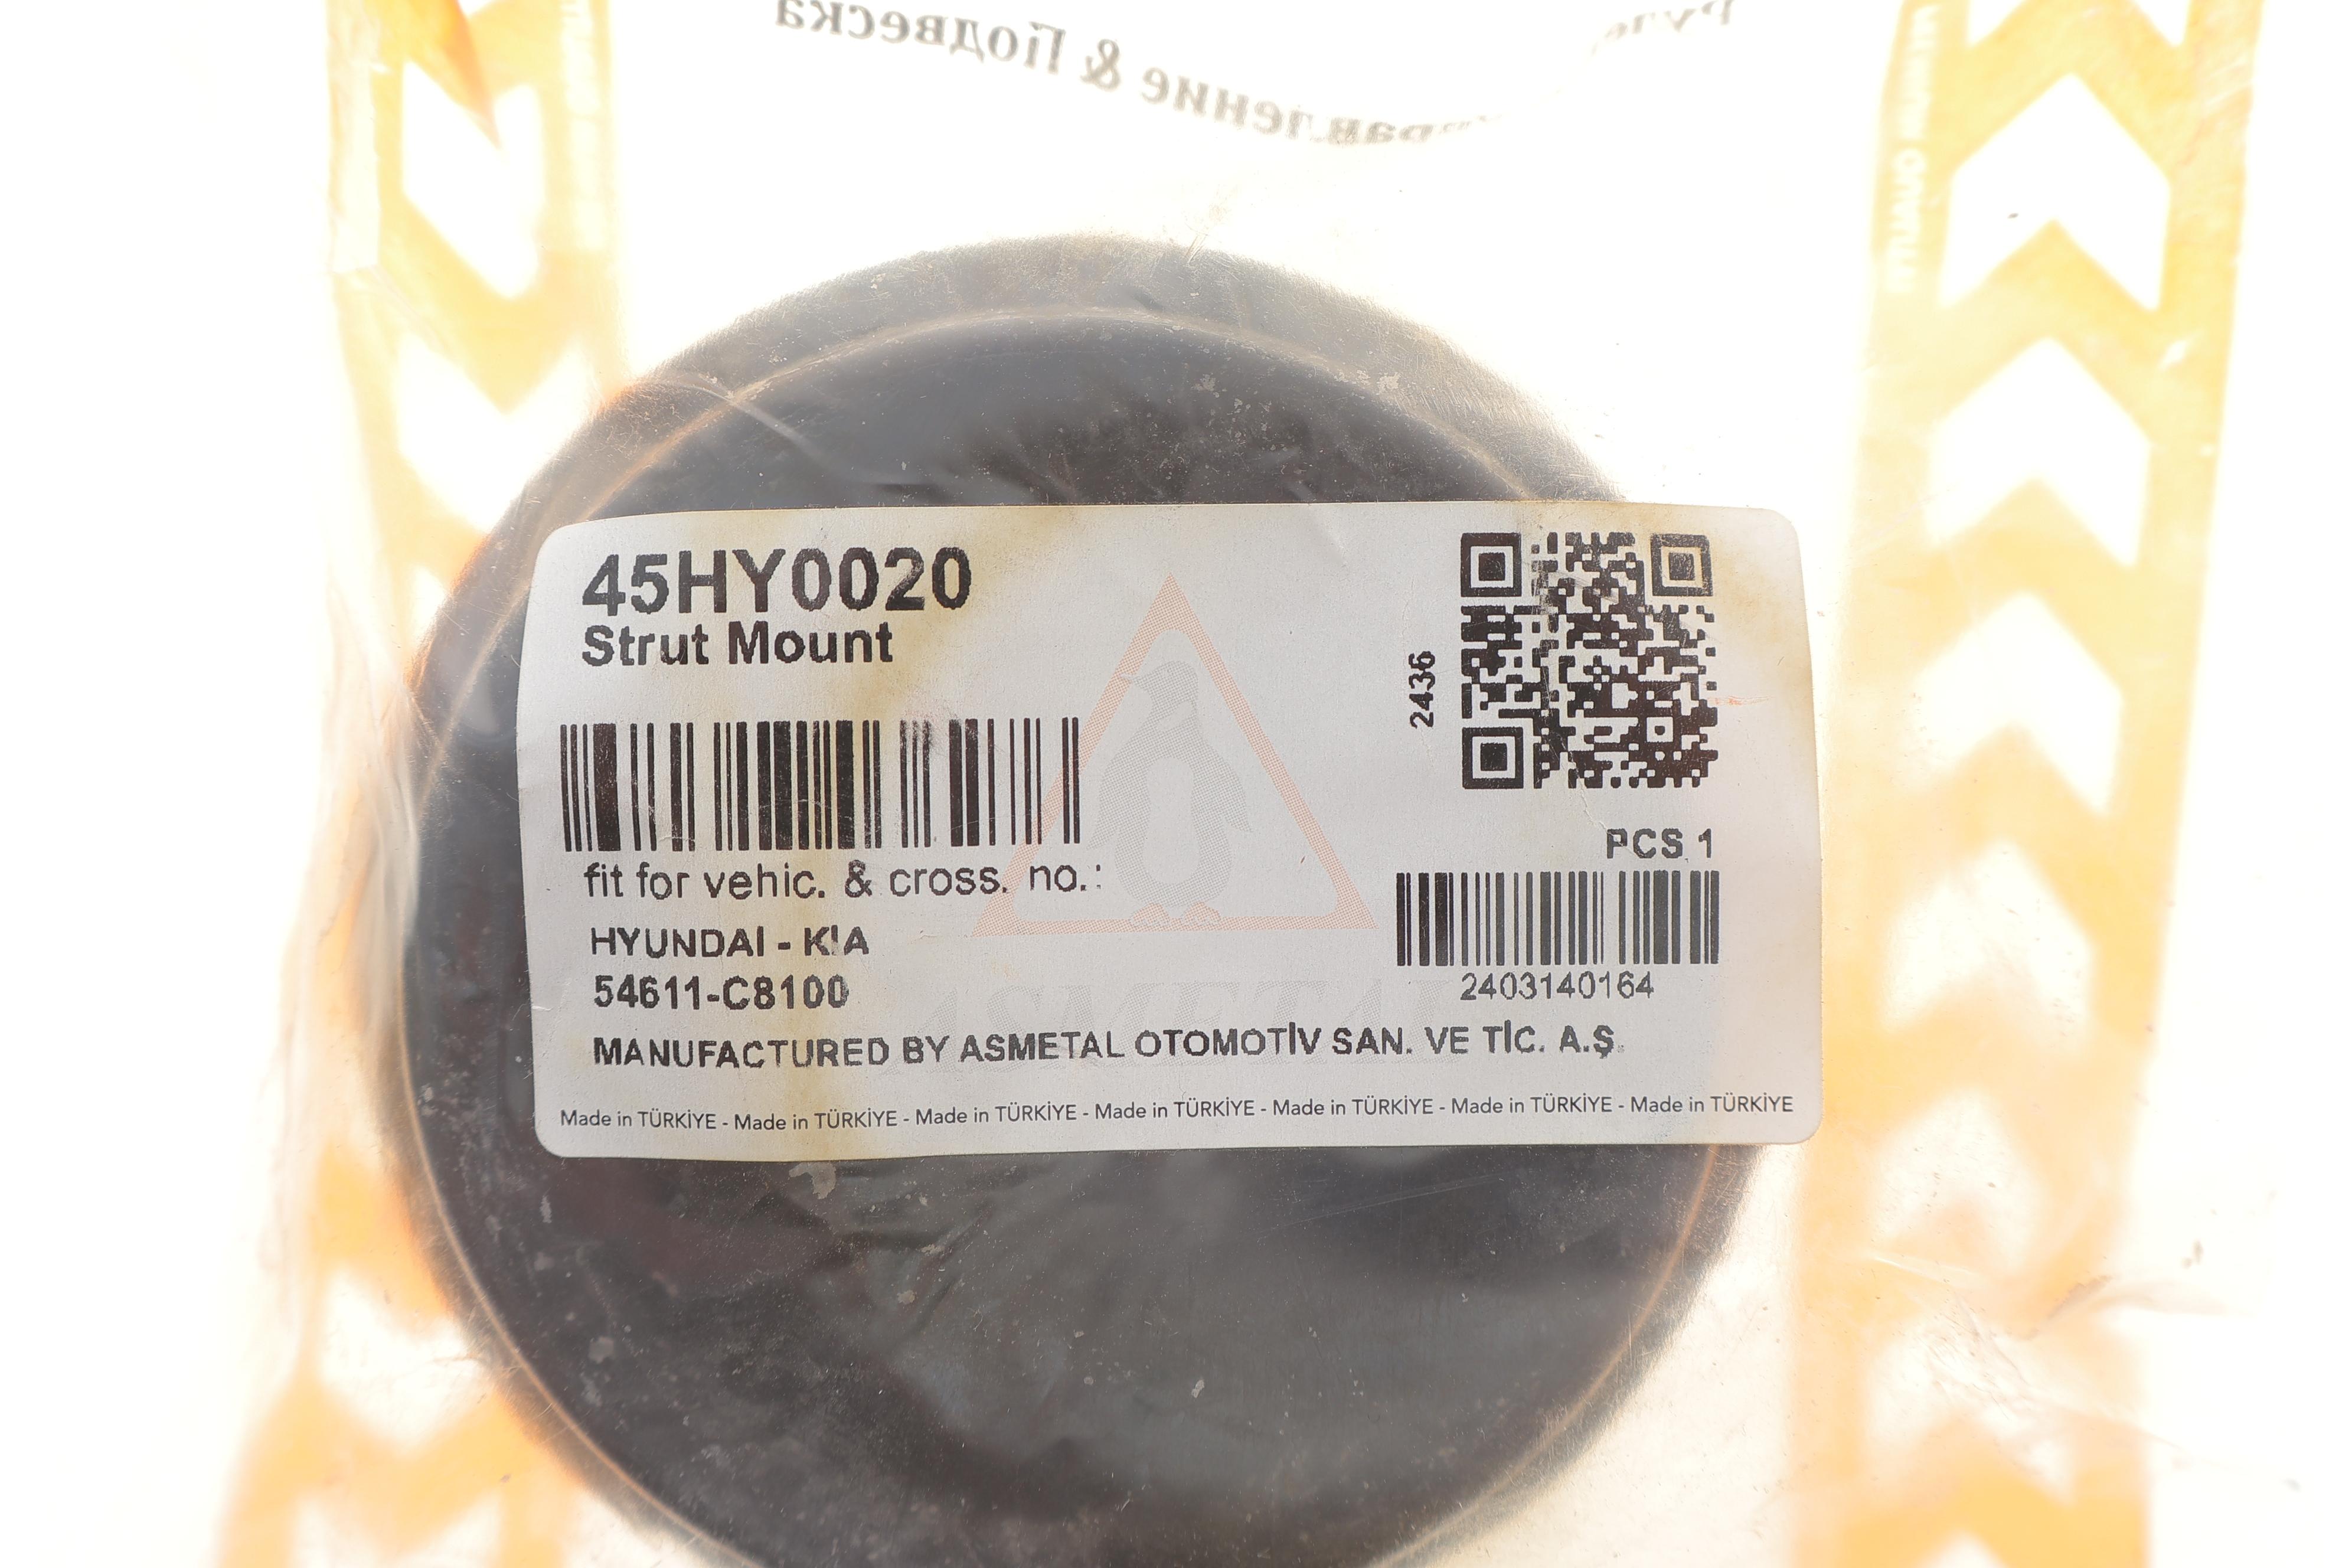 Управление & Подвеска
45HY0020
Strut Mount
2436
PCS 1
fit for vehic. & cross. no.:
HYUNDAI - KIA
54611-C8100
2403140164
ASMETAL
MANUFACTURED BY ASMETAL OTOMOTİV SAN. VE TİC. A.Ş.
Made in TÜRKİYE - Made in TÜRKİYE - Made in TÜRKİYE - Made in TÜRKİYE - Made in TÜRKİYE - Made in TÜRKİYE - Made in TÜRKİYE